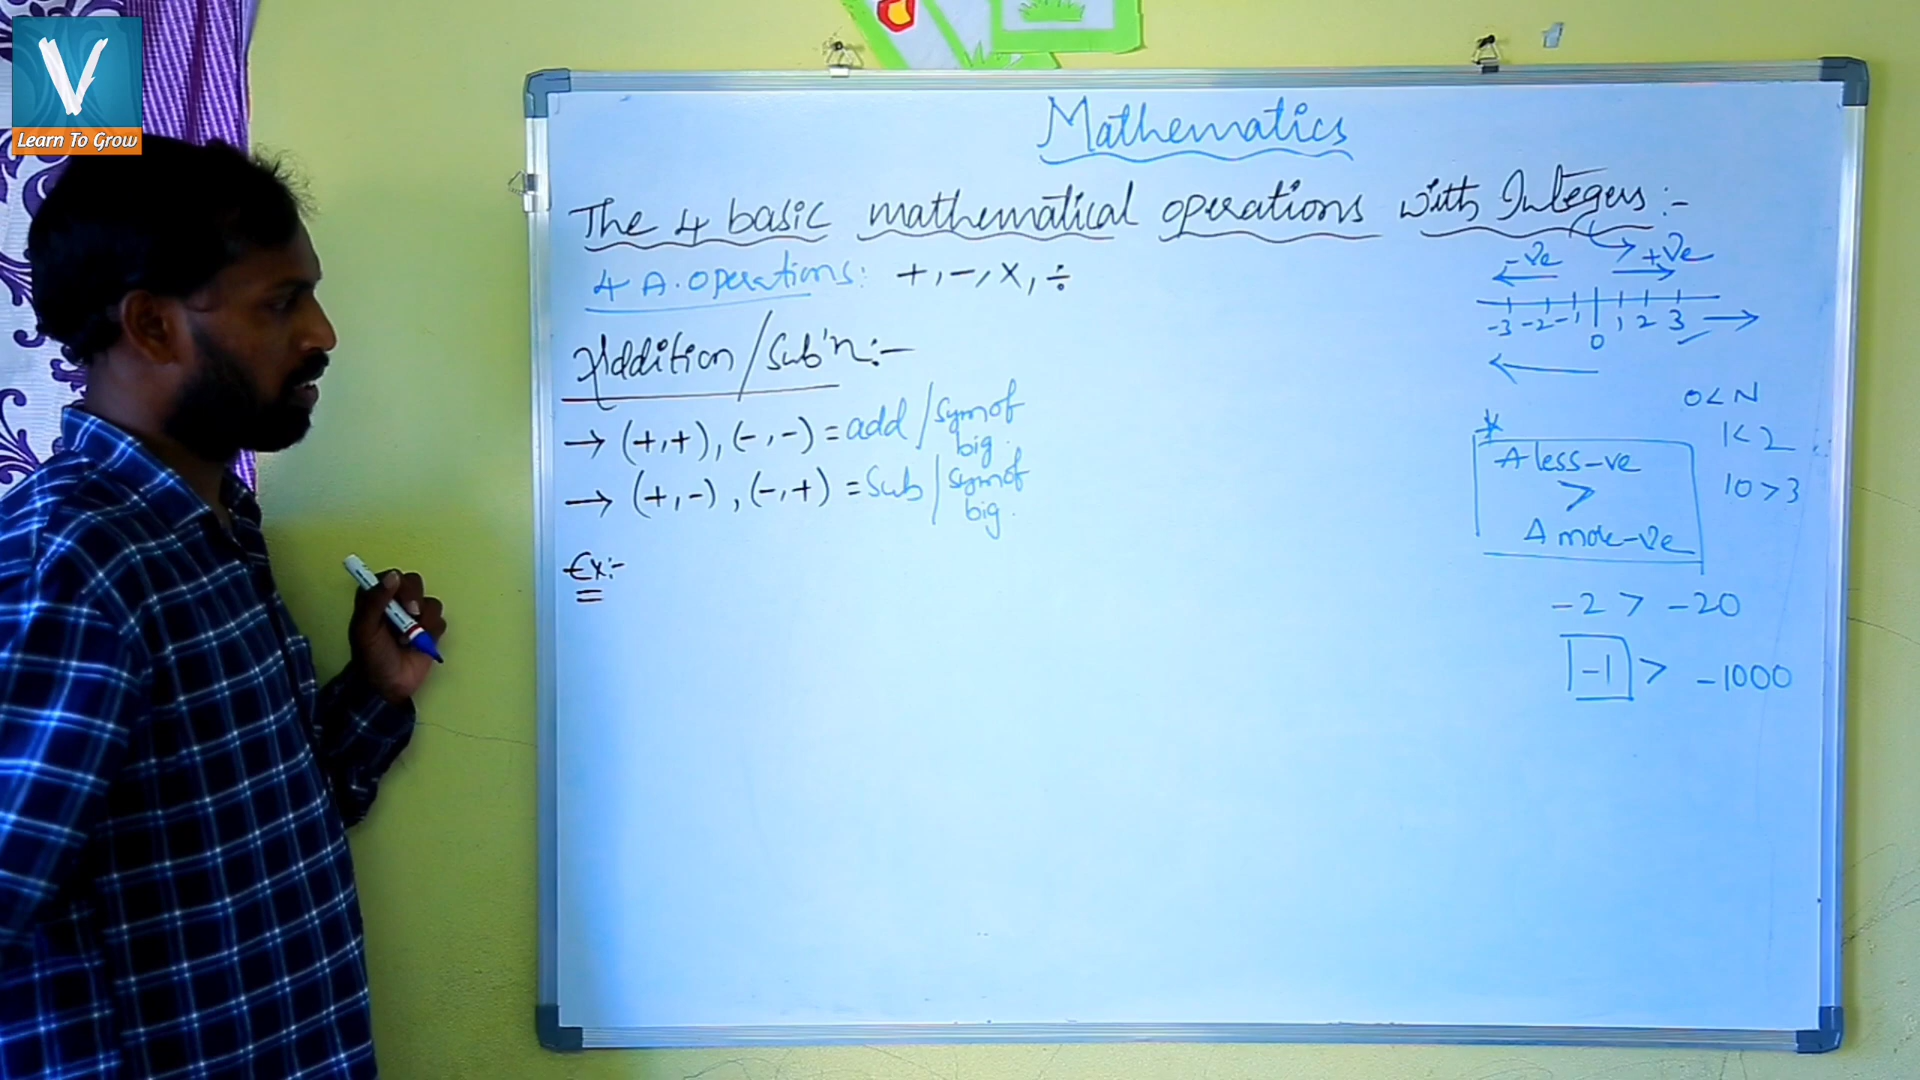 V
Learn To Grow
Mathematics
The 4 basic mathematical operations with Integers:-
4 A. Operations: +, -, x, ÷
-ve +ve
-3 -2 -1 0 1 2 3
Addition/Sub'n:-
→ (+,+), (-,-) = add / sym of big.
→ (+,-), (-,+) = Sub / sym of big.
Ex:-
0 < N
1 < 2
10 > 3
*
A less -ve
>
A more -ve
-2 > -20
-1 > -1000